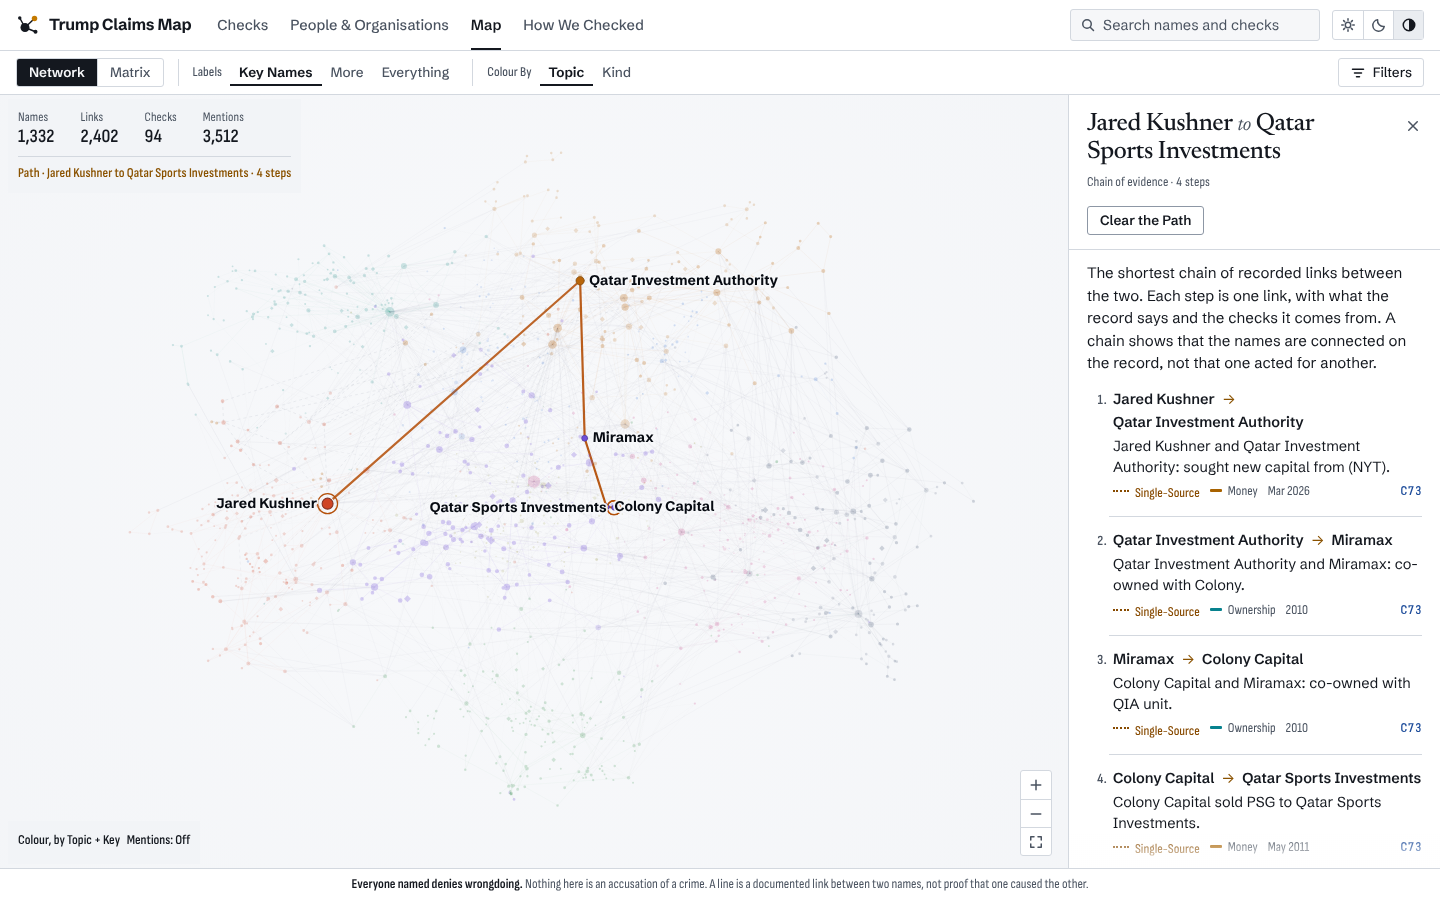 Trump Claims Map
Checks
People & Organisations
Map
How We Checked
Search names and checks
Network
Matrix
Labels
Key Names
More
Everything
Colour By
Topic
Kind
Filters
Names
Links
Checks
Mentions
1,332
2,402
94
3,512
Path · Jared Kushner to Qatar Sports Investments · 4 steps
Qatar Investment Authority
Miramax
Jared Kushner
Qatar Sports Investments
Colony Capital
Colour, by Topic + Key
Mentions: Off
Jared Kushner to Qatar
Sports Investments
Chain of evidence · 4 steps
Clear the Path
The shortest chain of recorded links between
the two. Each step is one link, with what the
record says and the checks it comes from. A
chain shows that the names are connected on
the record, not that one acted for another.
1. Jared Kushner →
Qatar Investment Authority
Jared Kushner and Qatar Investment
Authority: sought new capital from (NYT).
Single-Source Money Mar 2026 C73
2. Qatar Investment Authority → Miramax
Qatar Investment Authority and Miramax: co-
owned with Colony.
Single-Source Ownership 2010 C73
3. Miramax → Colony Capital
Colony Capital and Miramax: co-owned with
QIA unit.
Single-Source Ownership 2010 C73
4. Colony Capital → Qatar Sports Investments
Colony Capital sold PSG to Qatar Sports
Investments.
Single-Source Money May 2011 C73
Everyone named denies wrongdoing. Nothing here is an accusation of a crime. A line is a documented link between two names, not proof that one caused the other.